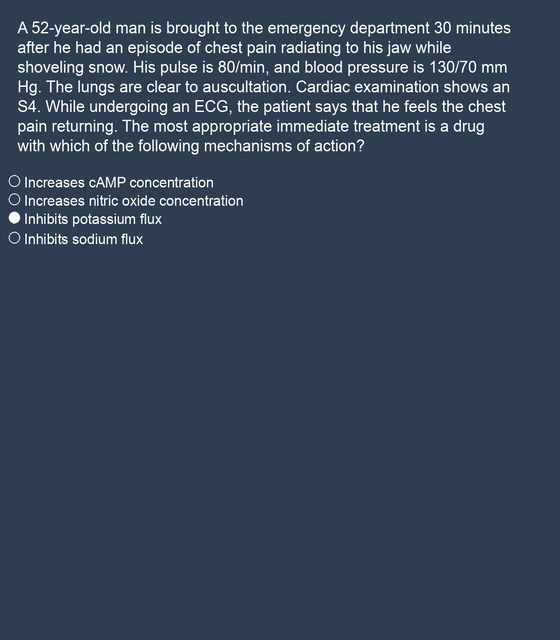 A 52-year-old man is brought to the emergency department 30 minutes
after he had an episode of chest pain radiating to his jaw while
shoveling snow. His pulse is 80/min, and blood pressure is 130/70 mm
Hg. The lungs are clear to auscultation. Cardiac examination shows an
S4. While undergoing an ECG, the patient says that he feels the chest
pain returning. The most appropriate immediate treatment is a drug
with which of the following mechanisms of action?
Increases cAMP concentration
Increases nitric oxide concentration
Inhibits potassium flux
Inhibits sodium flux